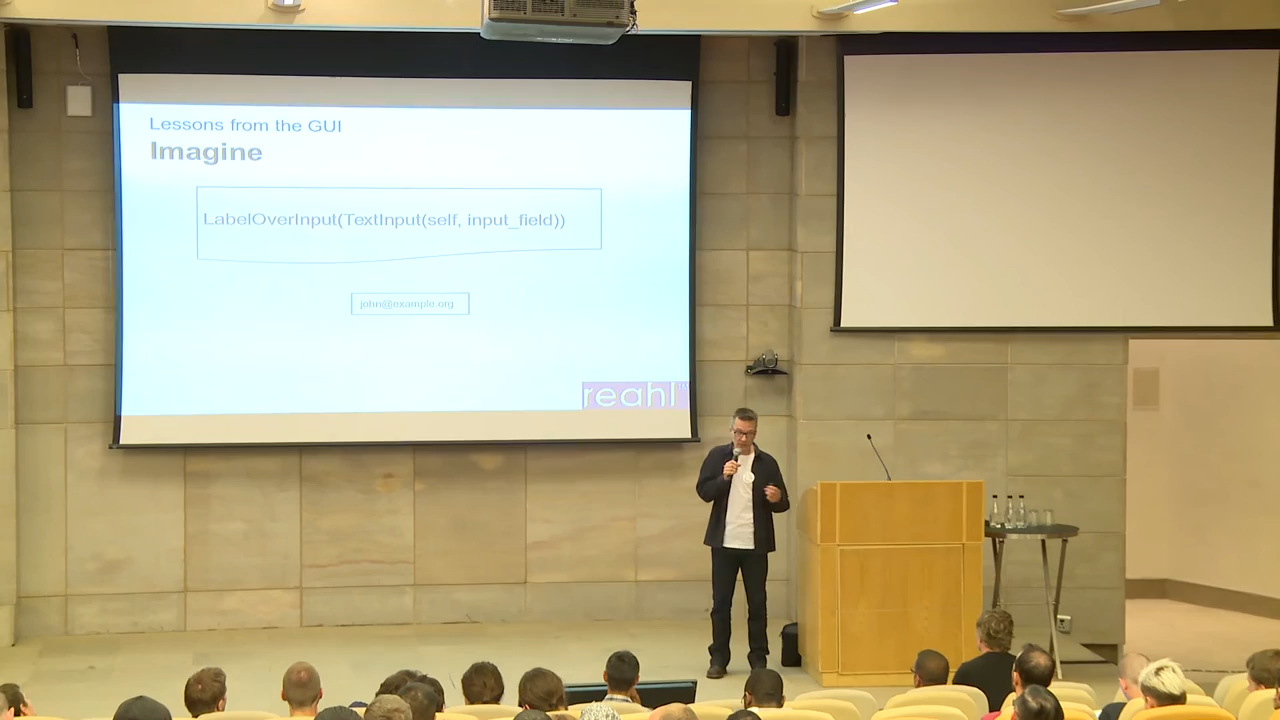 Lessons from the GUI
Imagine
LabelOverInput(TextInput(self, input_field))
john@example.org
reahl